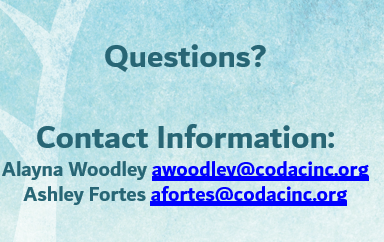 Questions?
Contact Information:
Alayna Woodley awoodley@codacinc.org
Ashley Fortes afortes@codacinc.org